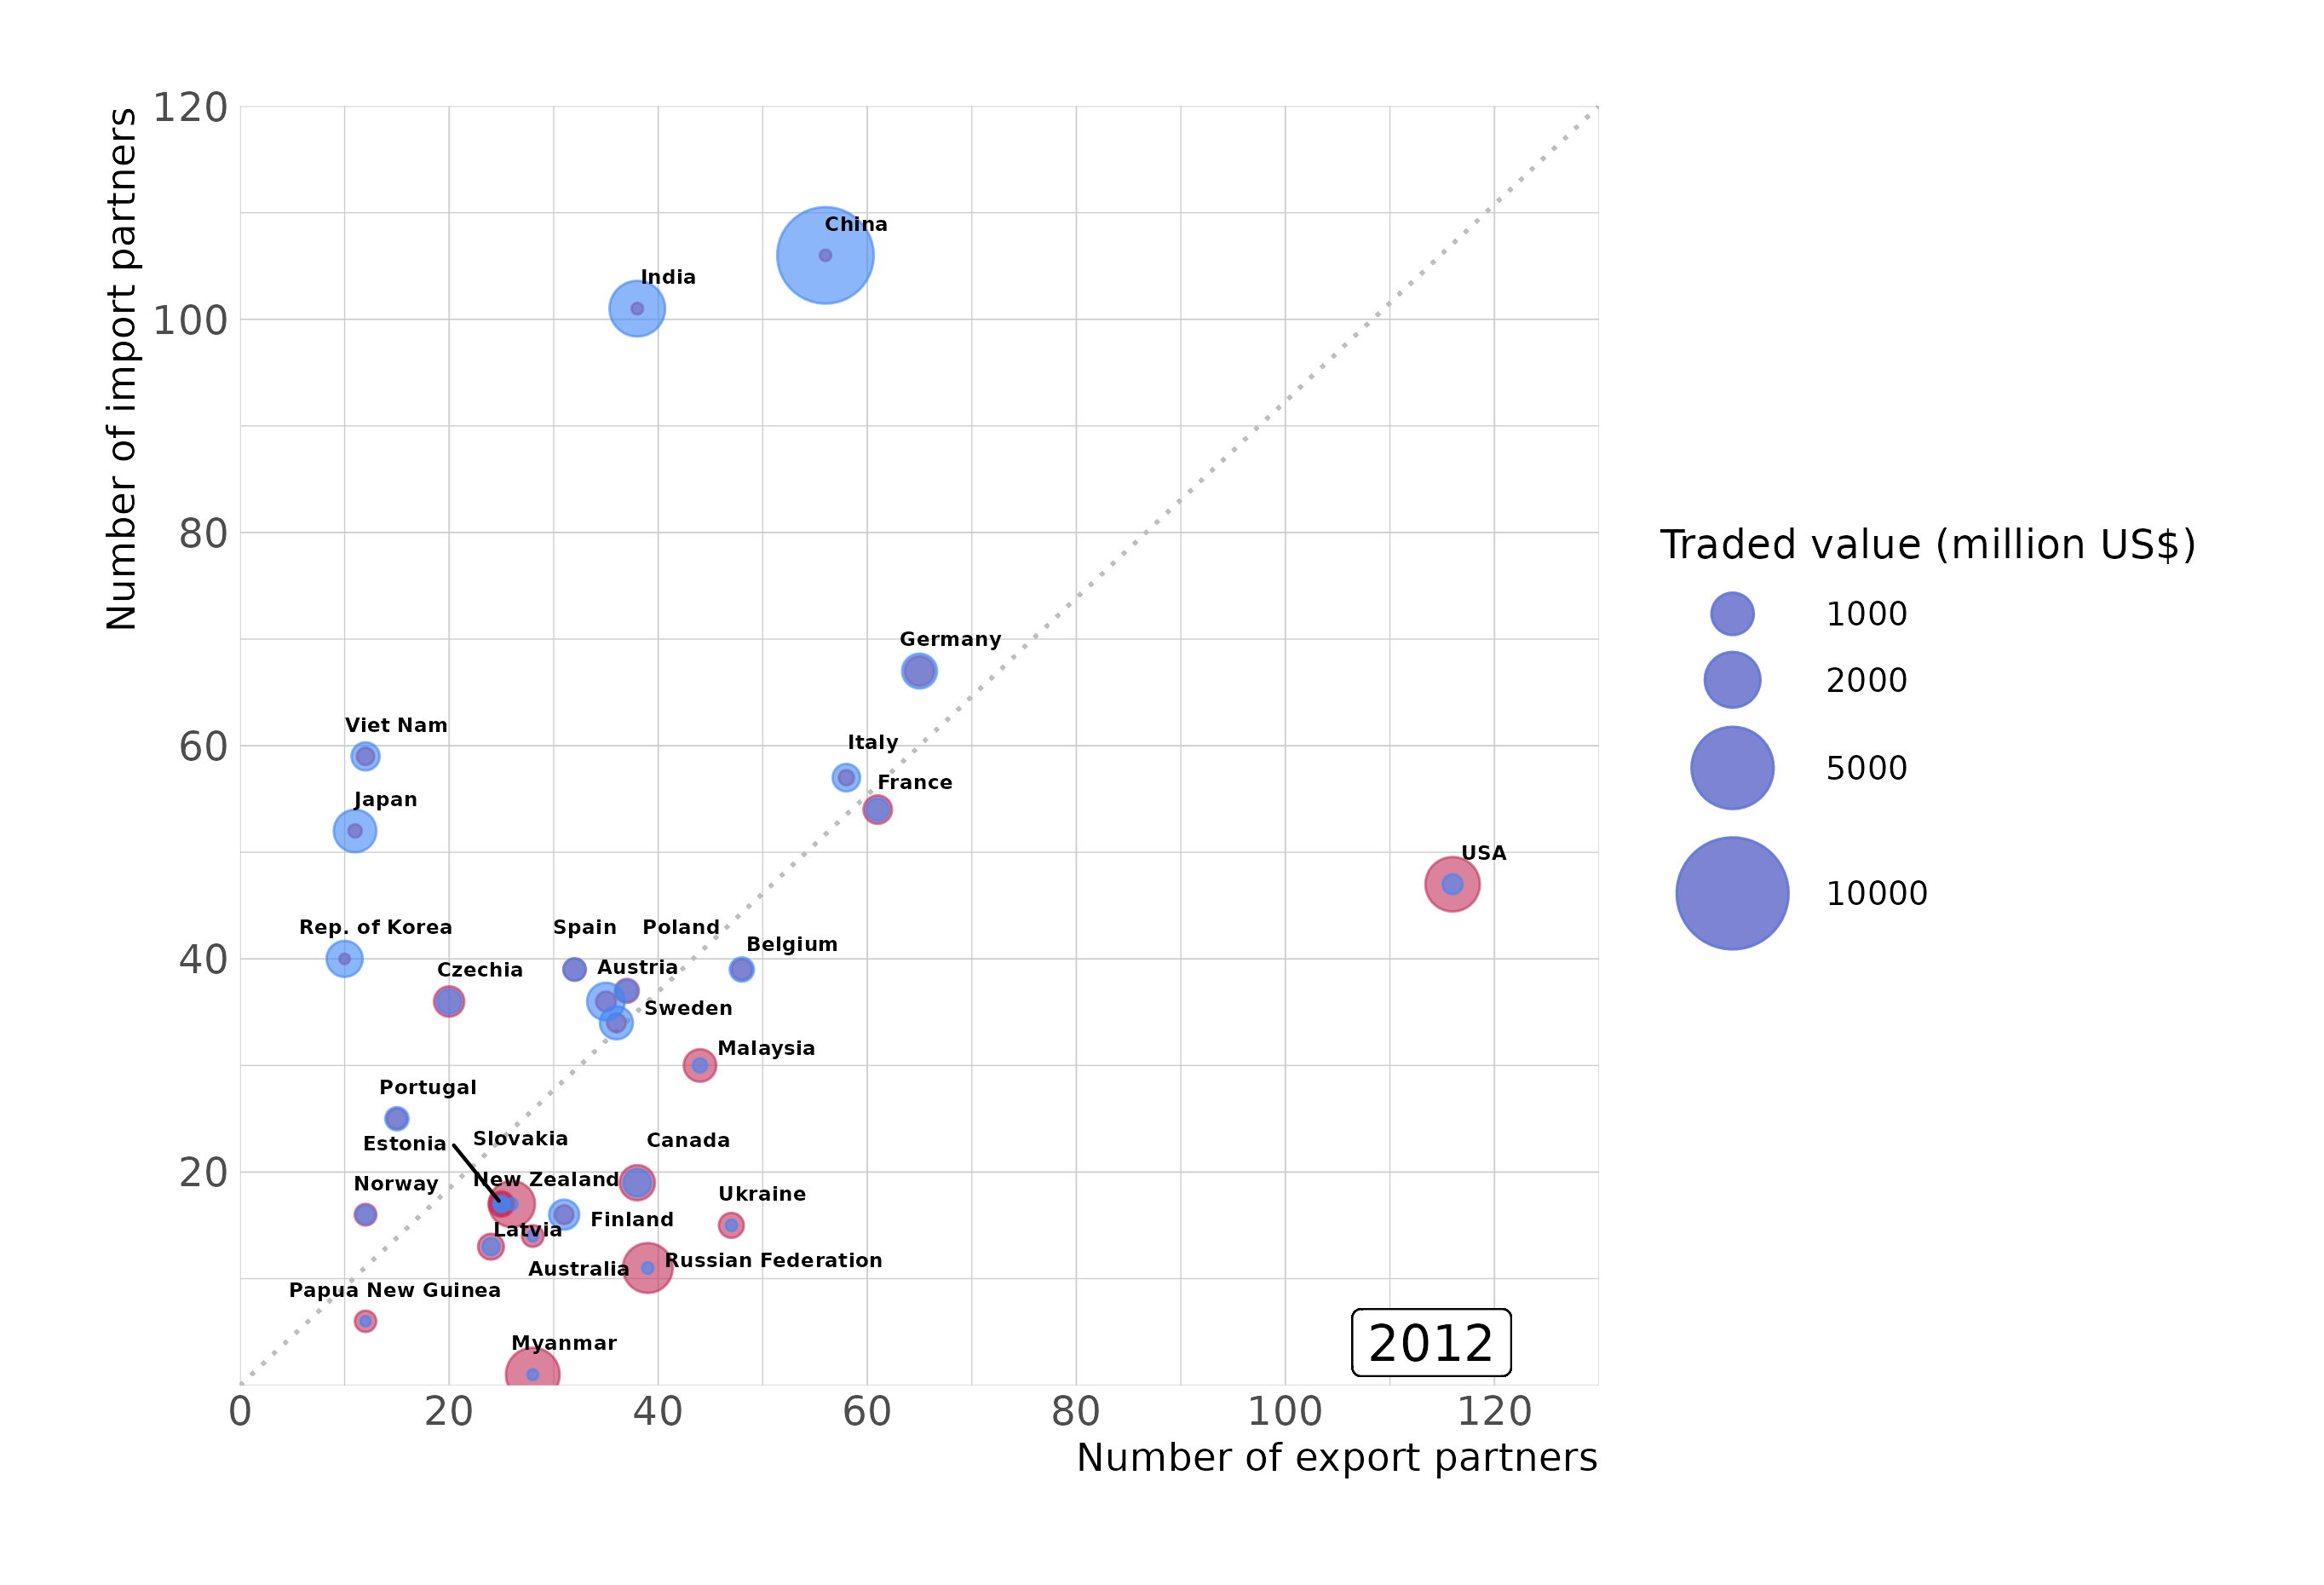 Number of import partners
120
100
80
60
40
20
China
India
Germany
Viet Nam
Italy
France
Japan
USA
Rep. of Korea
Spain
Poland
Belgium
Czechia
Austria
Sweden
Malaysia
Portugal
Estonia
Slovakia
Canada
Norway
New Zealand
Ukraine
Finland
Latvia
Australia
Russian Federation
Papua New Guinea
Myanmar
2012
0
20
40
60
80
100
120
Number of export partners
Traded value (million US$)
1000
2000
5000
10000